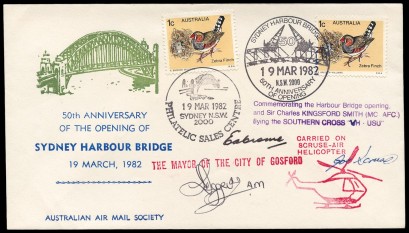 1c AUSTRALIA
Zebra Finch
1c AUSTRALIA
Zebra Finch
SYDNEY HARBOUR BRIDGE
50
19 MAR 1982
N.S.W. 2000
50TH ANNIVERSARY
OF OPENING
19 MAR 1982
SYDNEY N.S.W.
2000
PHILATELIC SALES CENTRE
50th ANNIVERSARY
OF THE OPENING OF
SYDNEY HARBOUR BRIDGE
19 MARCH, 1982
Commemorating the Harbour Bridge opening,
and Sir Charles KINGSFORD SMITH (MC AFC.)
flying the SOUTHERN CROSS "VH - USU"
CARRIED ON
SCRUSE-AIR
HELICOPTER
THE MAYOR OF THE CITY OF GOSFORD
A.M
AUSTRALIAN AIR MAIL SOCIETY